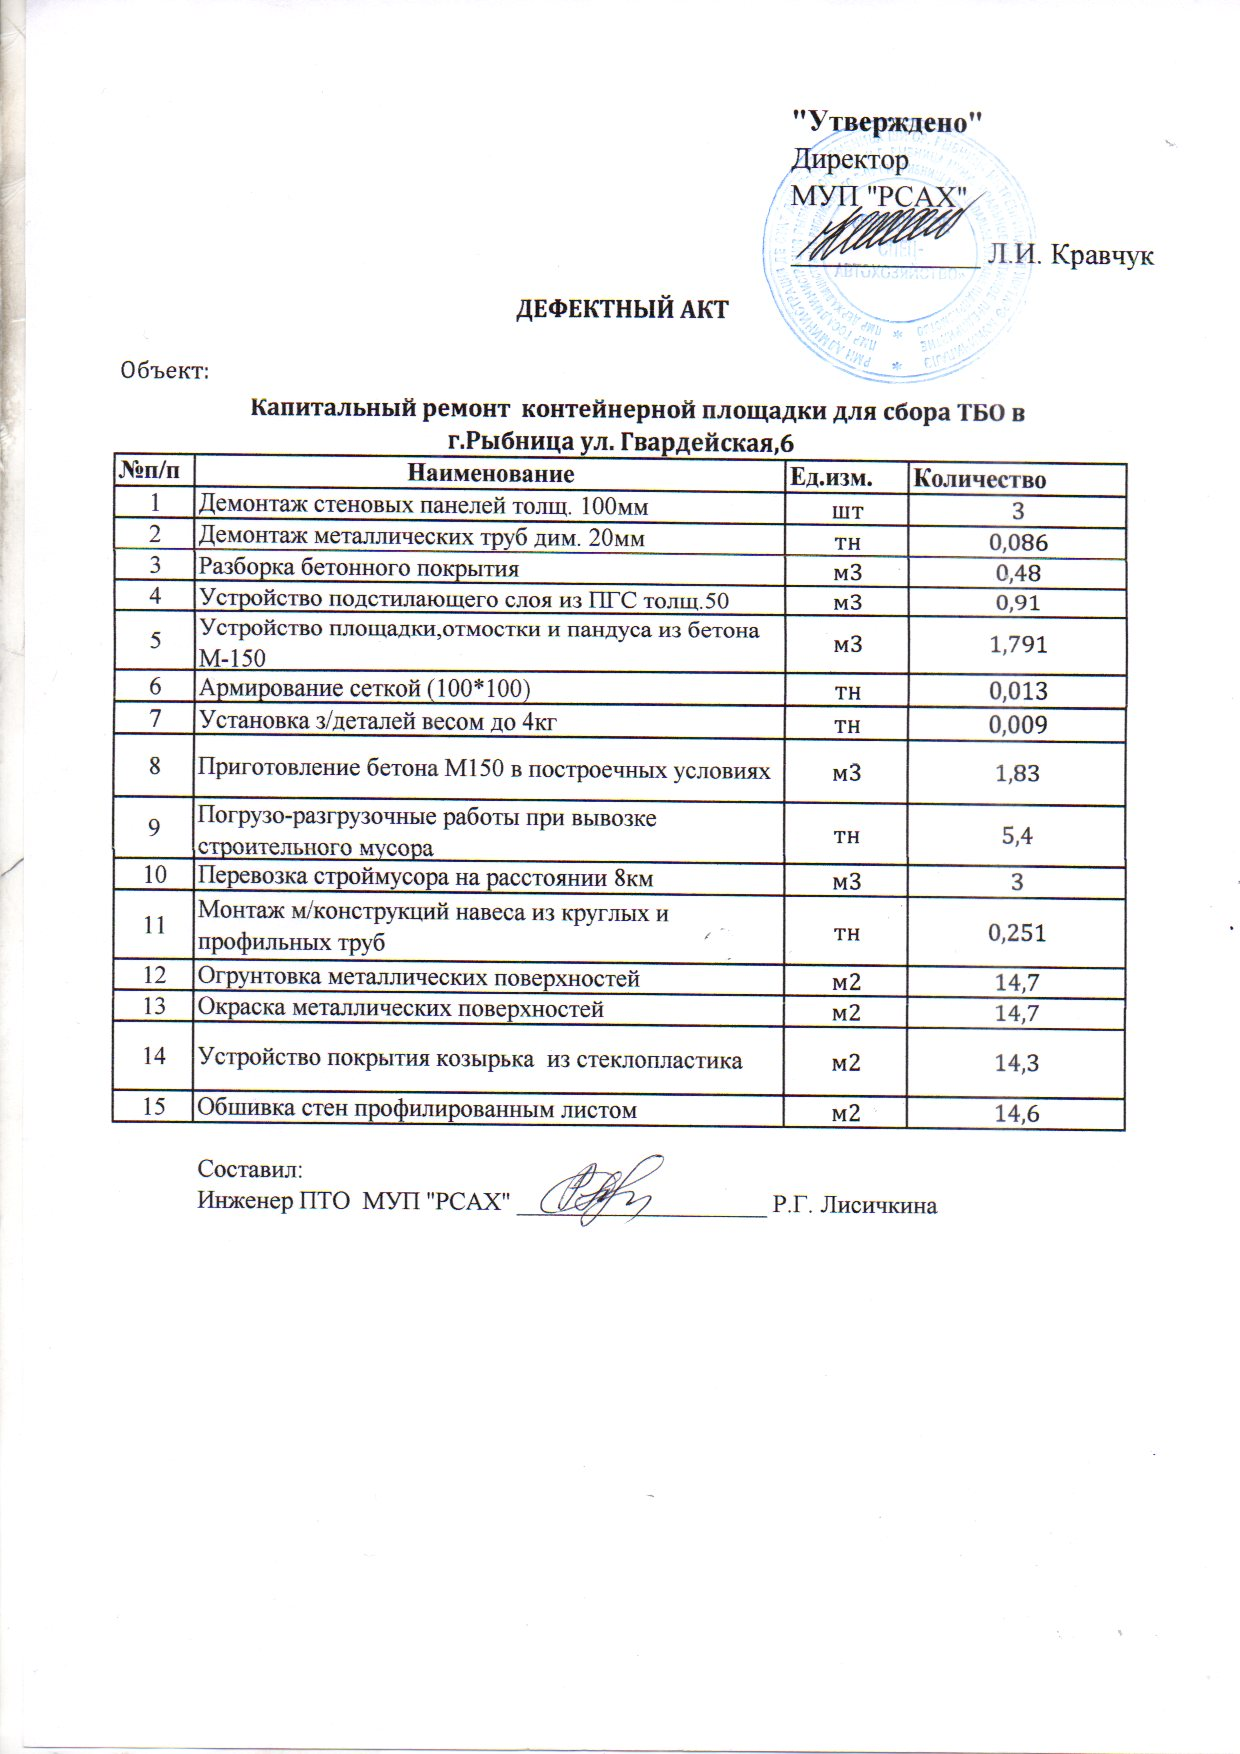 "Утверждено"
Директор
МУП "РСАХ"
Л.И. Кравчук
СПЕЦ-
АВТОХОЗЯЙСТВО
ДЕФЕКТНЫЙ АКТ
Объект:
Капитальный ремонт контейнерной площадки для сбора ТБО в
г.Рыбница ул. Гвардейская,6
№п/п Наименование Ед.изм. Количество
1 Демонтаж стеновых панелей толщ. 100мм шт 3
2 Демонтаж металлических труб дим. 20мм тн 0,086
3 Разборка бетонного покрытия м3 0,48
4 Устройство подстилающего слоя из ПГС толщ.50 м3 0,91
5 Устройство площадки,отмостки и пандуса из бетона
М-150 м3 1,791
6 Армирование сеткой (100*100) тн 0,013
7 Установка з/деталей весом до 4кг тн 0,009
8 Приготовление бетона М150 в построечных условиях м3 1,83
9 Погрузо-разгрузочные работы при вывозке
строительного мусора тн 5,4
10 Перевозка строймусора на расстоянии 8км м3 3
11 Монтаж м/конструкций навеса из круглых и
профильных труб тн 0,251
12 Огрунтовка металлических поверхностей м2 14,7
13 Окраска металлических поверхностей м2 14,7
14 Устройство покрытия козырька из стеклопластика м2 14,3
15 Обшивка стен профилированным листом м2 14,6
Составил:
Инженер ПТО МУП "РСАХ" Р.Г. Лисичкина